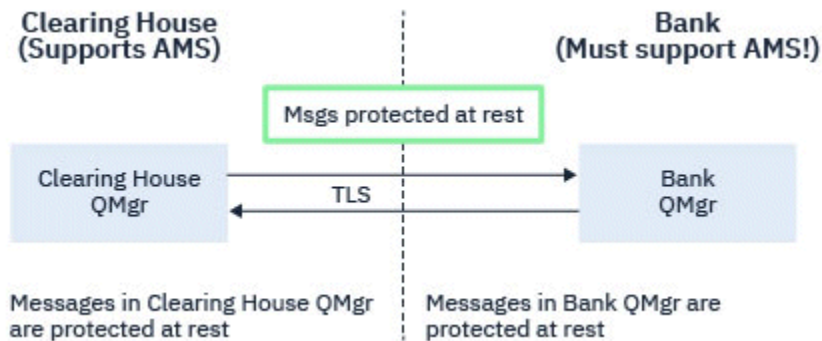 Clearing House
(Supports AMS)
Bank
(Must support AMS!)
Msgs protected at rest
Clearing House
QMgr
TLS
Bank
QMgr
Messages in Clearing House QMgr
are protected at rest
Messages in Bank QMgr are
protected at rest